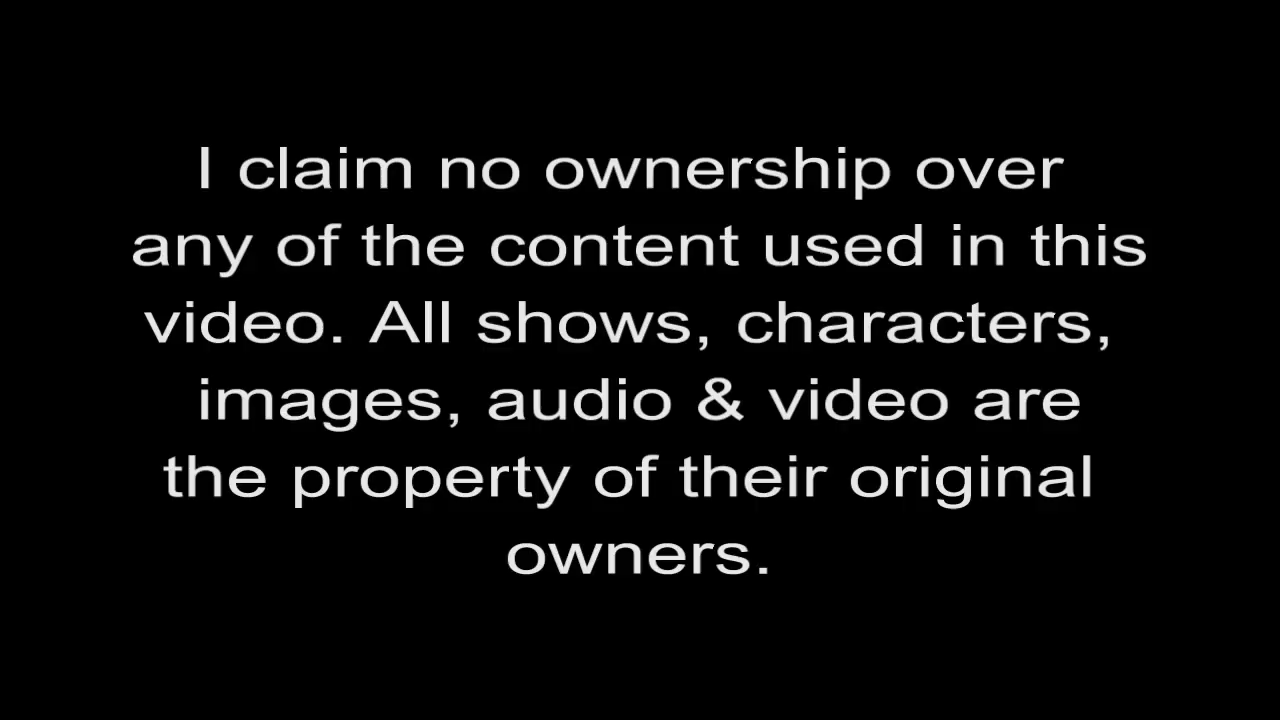 I claim no ownership over
any of the content used in this
video. All shows, characters,
images, audio & video are
the property of their original
owners.